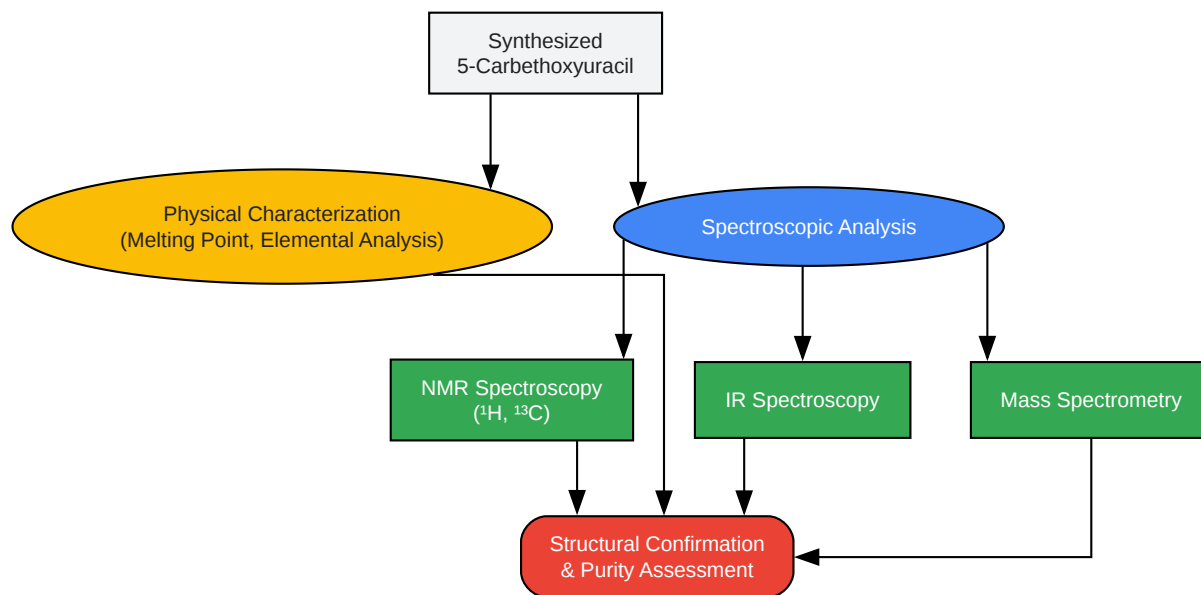 Synthesized
5-Carbethoxyuracil
Physical Characterization
(Melting Point, Elemental Analysis)
Spectroscopic Analysis
NMR Spectroscopy
(¹H, ¹³C)
IR Spectroscopy
Mass Spectrometry
Structural Confirmation
& Purity Assessment